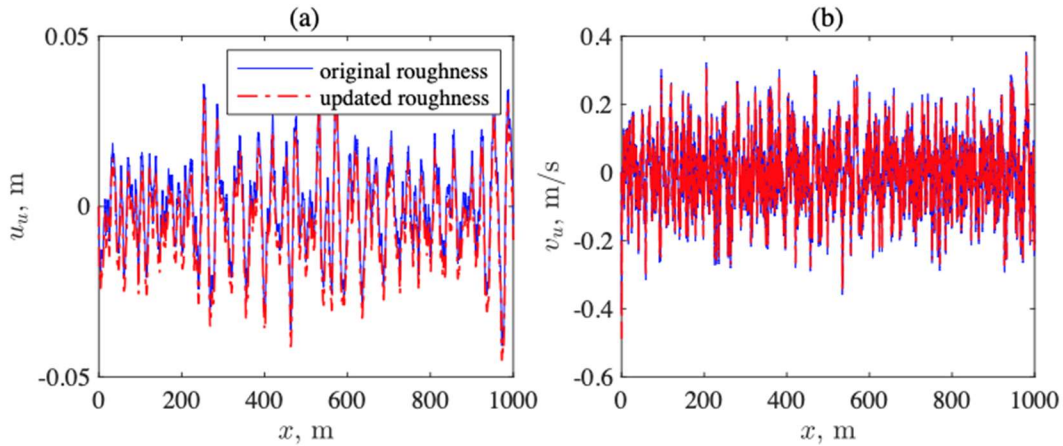 (a)
0.05
0
-0.05
u_u, m
original roughness
updated roughness
0 200 400 600 800 1000
x, m
(b)
0.4
0.2
0
-0.2
-0.4
-0.6
v_u, m/s
0 200 400 600 800 1000
x, m